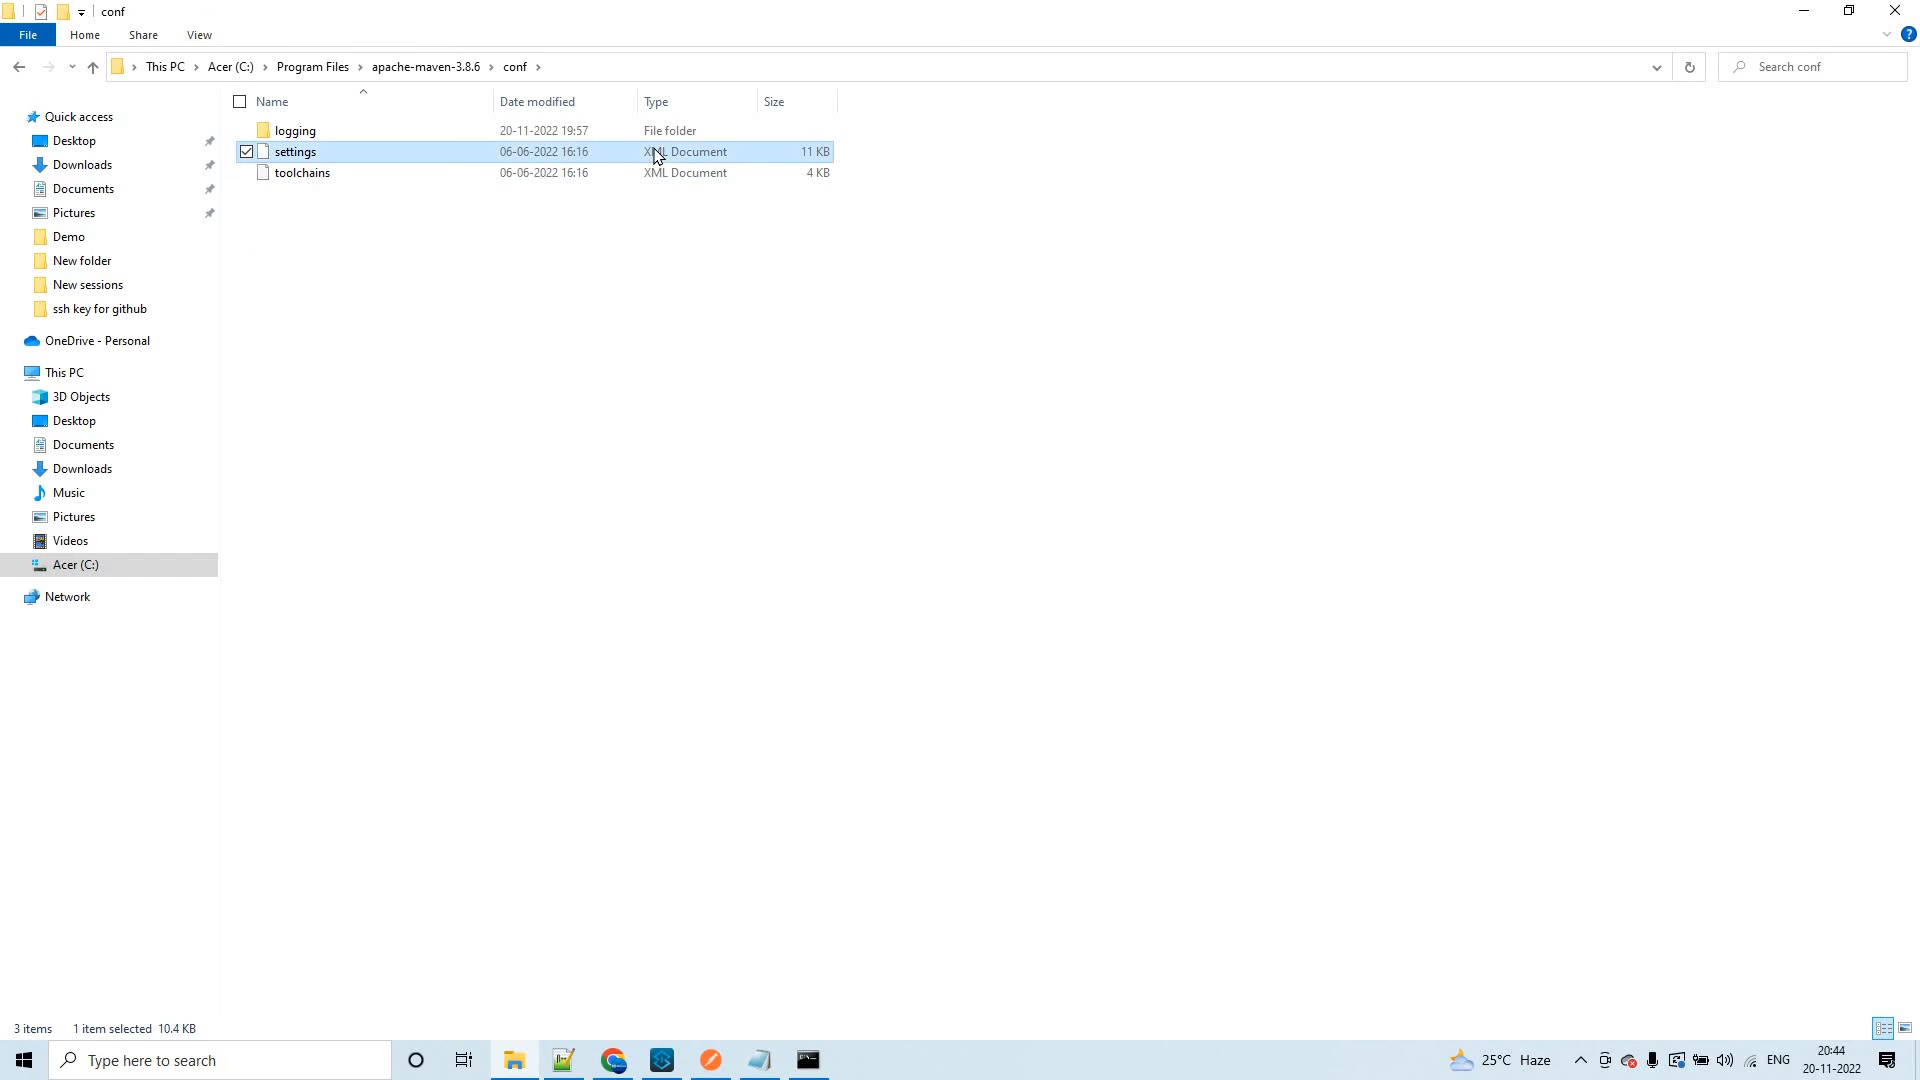 conf
File Home Share View
This PC Acer (C:) Program Files apache-maven-3.8.6 conf
Search conf
Name Date modified Type Size
logging 20-11-2022 19:57 File folder
settings 06-06-2022 16:16 XML Document 11 KB
toolchains 06-06-2022 16:16 XML Document 4 KB
Quick access
Desktop
Downloads
Documents
Pictures
Demo
New folder
New sessions
ssh key for github
OneDrive - Personal
This PC
3D Objects
Desktop
Documents
Downloads
Music
Pictures
Videos
Acer (C:)
Network
3 items 1 item selected 10.4 KB
Type here to search
25°C Haze
ENG
20:44
20-11-2022